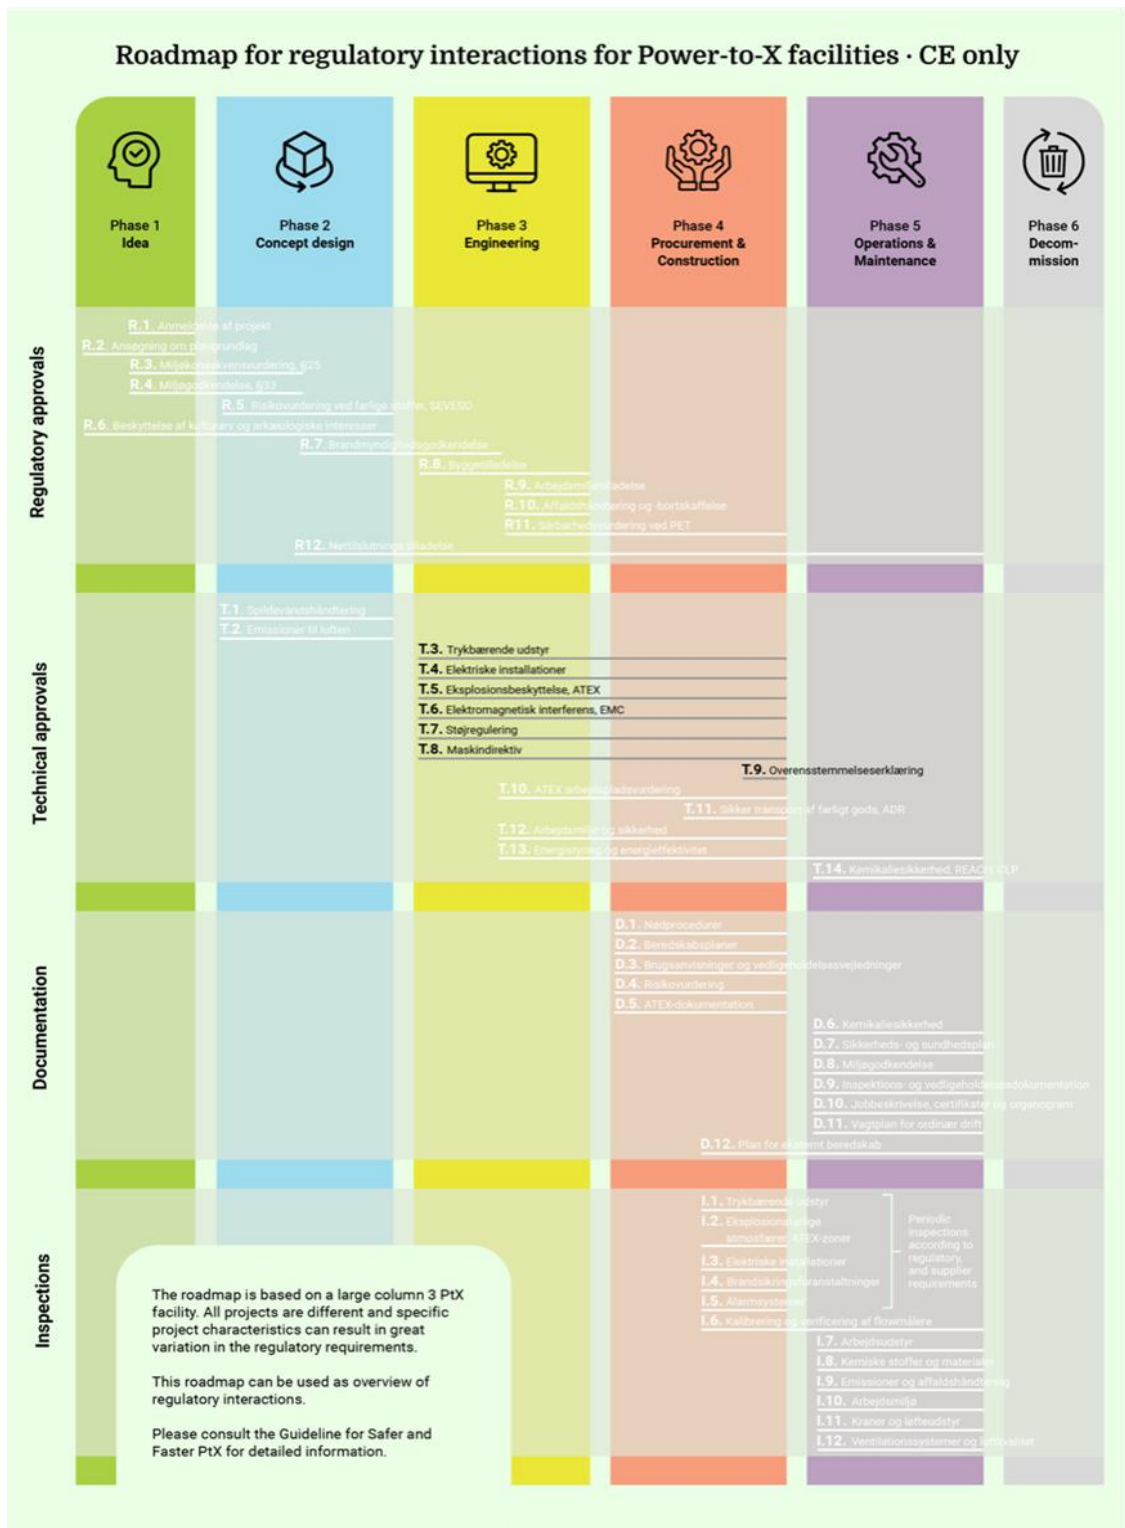 Roadmap for regulatory interactions for Power-to-X facilities · CE only
Phase 1
Idea
Phase 2
Concept design
Phase 3
Engineering
Phase 4
Procurement &
Construction
Phase 5
Operations &
Maintenance
Phase 6
Decom-
mission
Regulatory approvals
R.1. Anmeldelse af projekt
R.2. Ansøgning om plangrundlag
R.3. Miljøkonsekvensvurdering, §25
R.4. Miljøgodkendelse, §33
R.5. Risikovurdering ved farlige stoffer, SEVESO
R.6. Beskyttelse af kulturarv og arkæologiske interesser
R.7. Brandmyndighedsgodkendelse
R.8. Byggetilladelse
R.9. Arbejdsmiljøtilladelse
R.10. Affaldshåndtering og -bortskaffelse
R11. Sårbarhedsvurdering ved PET
R12. Nettilslutningstilladelse
Technical approvals
T.1. Spildevandshåndtering
T.2. Emissioner til luften
T.3. Trykbærende udstyr
T.4. Elektriske installationer
T.5. Eksplosionsbeskyttelse, ATEX
T.6. Elektromagnetisk interferens, EMC
T.7. Støjregulering
T.8. Maskindirektiv
T.9. Overensstemmelseserklæring
T.10. ATEX arbejdspladsvurdering
T.11. Sikker transport af farligt gods, ADR
T.12. Arbejdsmiljø og sikkerhed
T.13. Energistyring og energieffektivitet
T.14. Kemikaliesikkerhed, REACH, CLP
Documentation
D.1. Nødprocedurer
D.2. Beredskabsplaner
D.3. Brugsanvisninger og vedligeholdelsesvejledninger
D.4. Risikovurdering
D.5. ATEX-dokumentation
D.6. Kemikaliesikkerhed
D.7. Sikkerheds- og sundhedsplan
D.8. Miljøgodkendelse
D.9. Inspektions- og vedligeholdelsesdokumentation
D.10. Jobbeskrivelse, certifikater og organogram
D.11. Vagtplan for ordinær drift
D.12. Plan for eksternt beredskab
Inspections
I.1. Trykbærende udstyr
I.2. Eksplosionsfarlige
atmosfærer, ATEX-zoner
I.3. Elektriske installationer
I.4. Brandsikringsforanstaltninger
I.5. Alarmsystemer
I.6. Kalibrering og verificering af flowmålere
Periodic
inspections
according to
regulatory,
and supplier
requirements
I.7. Arbejdsudstyr
I.8. Kemiske stoffer og materialer
I.9. Emissioner og affaldshåndtering
I.10. Arbejdsmiljø
I.11. Kraner og løfteudstyr
I.12. Ventilationssystemer og luftkvalitet
The roadmap is based on a large column 3 PtX
facility. All projects are different and specific
project characteristics can result in great
variation in the regulatory requirements.
This roadmap can be used as overview of
regulatory interactions.
Please consult the Guideline for Safer and
Faster PtX for detailed information.